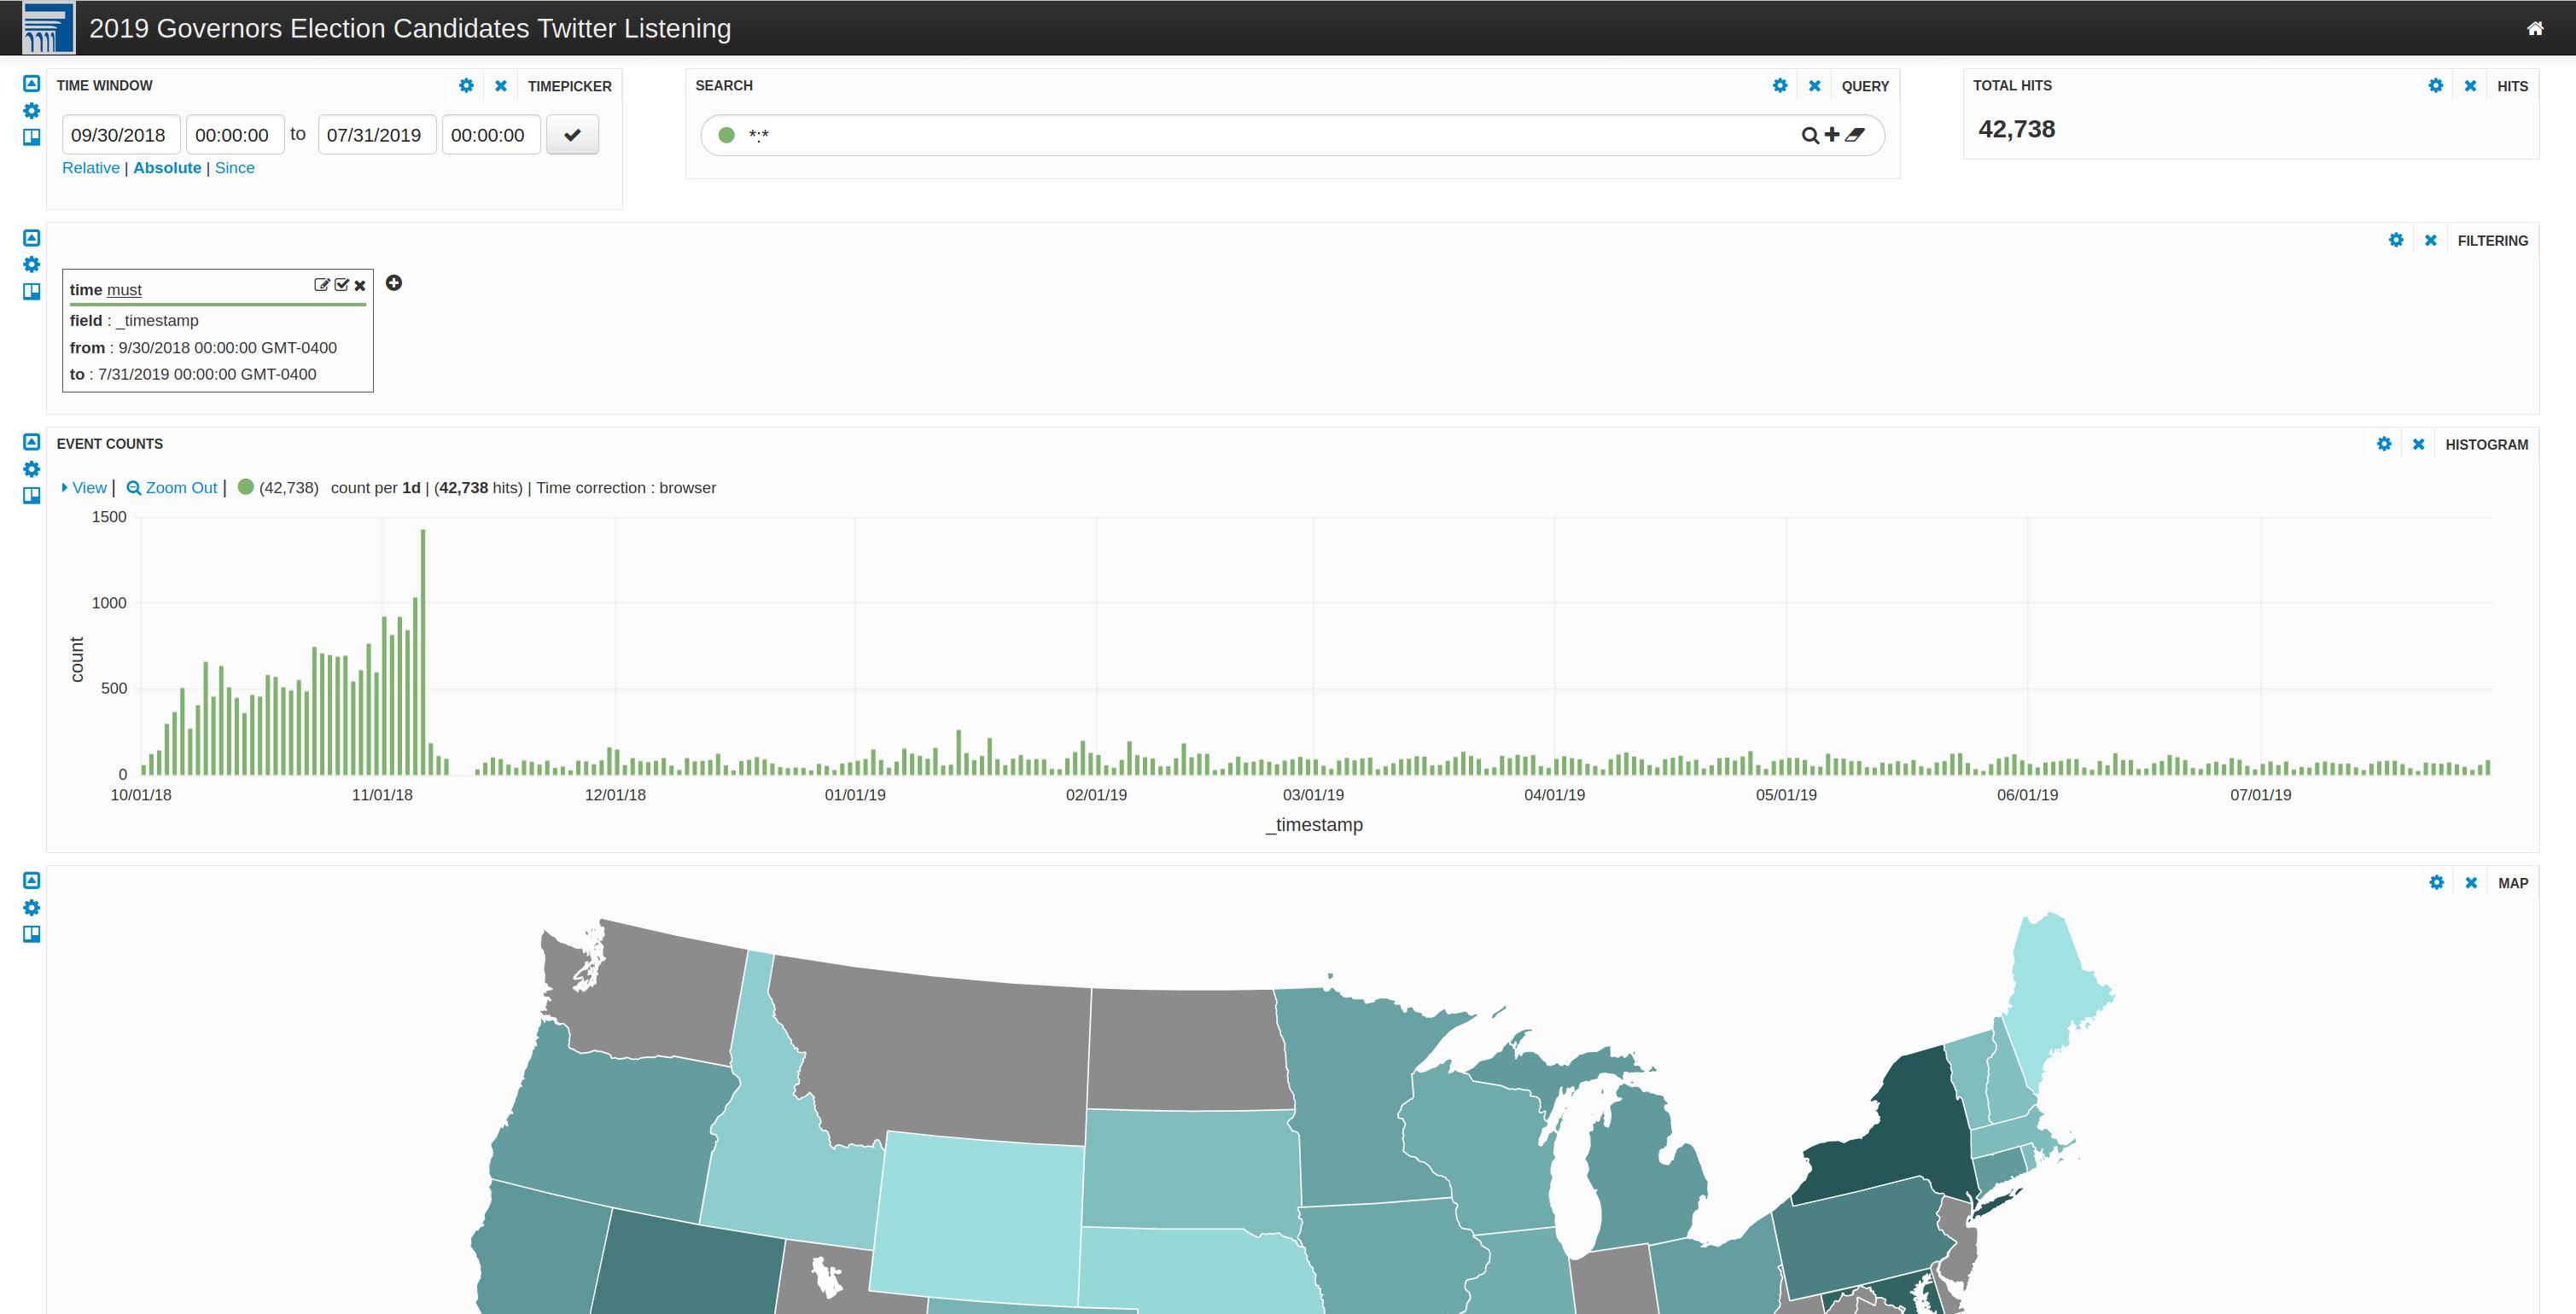 2019 Governors Election Candidates Twitter Listening
TIME WINDOW
TIMEPICKER
09/30/2018 00:00:00 to 07/31/2019 00:00:00
Relative | Absolute | Since
SEARCH
QUERY
*:*
TOTAL HITS
HITS
42,738
FILTERING
time must
field : _timestamp
from : 9/30/2018 00:00:00 GMT-0400
to : 7/31/2019 00:00:00 GMT-0400
EVENT COUNTS
HISTOGRAM
View | Zoom Out | (42,738) count per 1d | (42,738 hits) | Time correction : browser
1500
1000
500
0
count
10/01/18 11/01/18 12/01/18 01/01/19 02/01/19 03/01/19 04/01/19 05/01/19 06/01/19 07/01/19
_timestamp
MAP